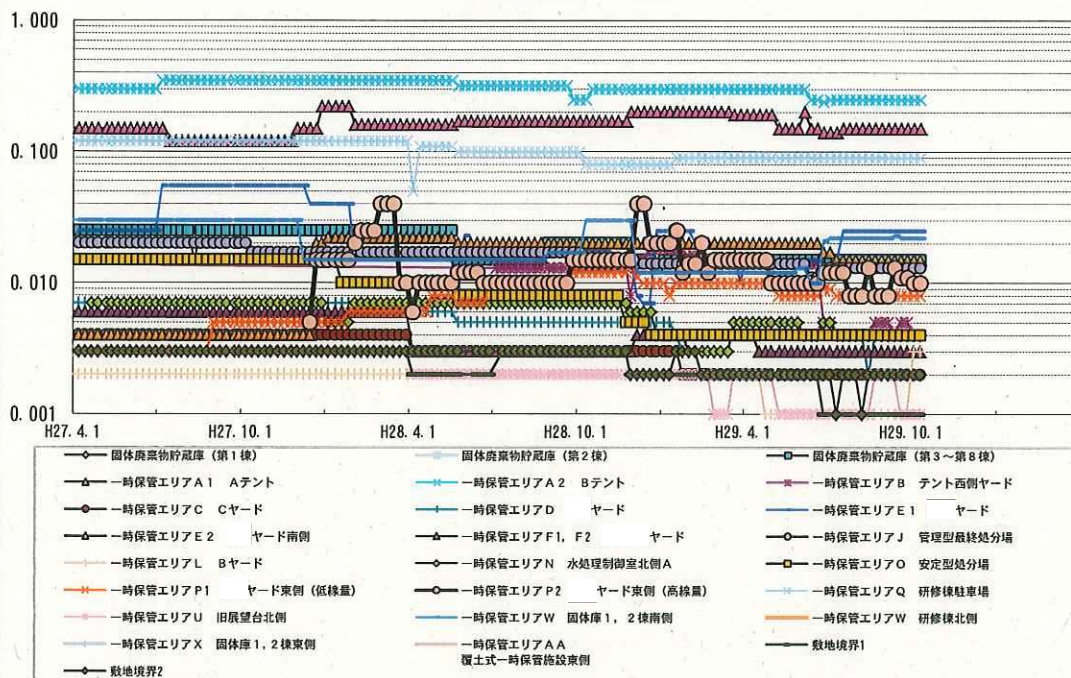 1.000
0.100
0.010
0.001
H27.4.1 H27.10.1 H28.4.1 H28.10.1 H29.4.1 H29.10.1
固体廃棄物貯蔵庫（第1棟） 固体廃棄物貯蔵庫（第2棟） 固体廃棄物貯蔵庫（第3～第8棟）
一時保管エリアA1 Aテント 一時保管エリアA2 Bテント 一時保管エリアB テント西側ヤード
一時保管エリアC Cヤード 一時保管エリアD ヤード 一時保管エリアE1 ヤード
一時保管エリアE2 ヤード南側 一時保管エリアF1，F2 ヤード 一時保管エリアJ 管理型最終処分場
一時保管エリアL Bヤード 一時保管エリアN 水処理制御室北側A 一時保管エリアO 安定型処分場
一時保管エリアP1 ヤード東側（低線量） 一時保管エリアP2 ヤード東側（高線量） 一時保管エリアQ 研修棟駐車場
一時保管エリアU 旧展望台北側 一時保管エリアW 固体庫1，2棟南側 一時保管エリアW 研修棟北側
一時保管エリアX 固体庫1，2棟東側 一時保管エリアAA 敷地境界1
覆土式一時保管施設東側
敷地境界2